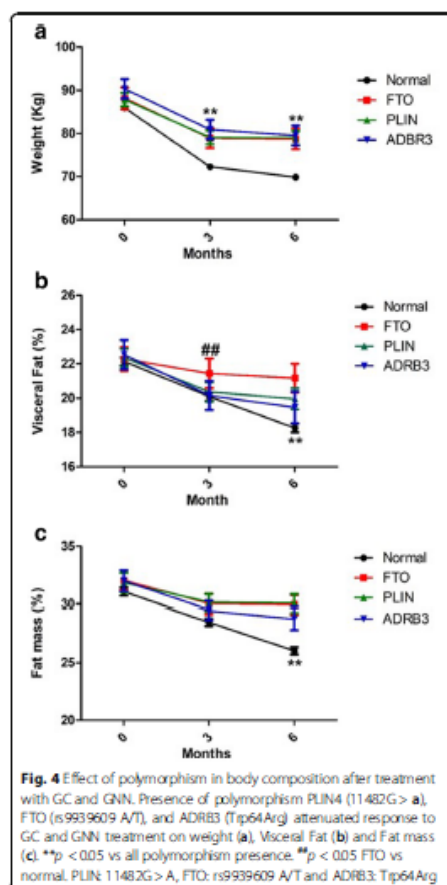 a
100
90
80
70
60
Weight (Kg)
**
**
Normal
FTO
PLIN
ADBR3
0
3
6
Months
b
22
20
18
16
Visceral Fat (%)
##
**
Normal
FTO
PLIN
ADRB3
0
3
6
Month
c
35
30
25
20
Fat mass (%)
**
Normal
FTO
PLIN
ADRB3
0
3
6
Months
Fig. 4 Effect of polymorphism in body composition after treatment
with GC and GNN. Presence of polymorphism PLIN4 (11482G > a),
FTO (rs9939609 A/T), and ADRB3 (Trp64Arg) attenuated response to
GC and GNN treatment on weight (a), Visceral Fat (b) and Fat mass
(c). **p < 0.05 vs all polymorphism presence. ##p < 0.05 FTO vs
normal. PLIN: 11482G > A, FTO: rs9939609 A/T and ADRB3: Trp64Arg